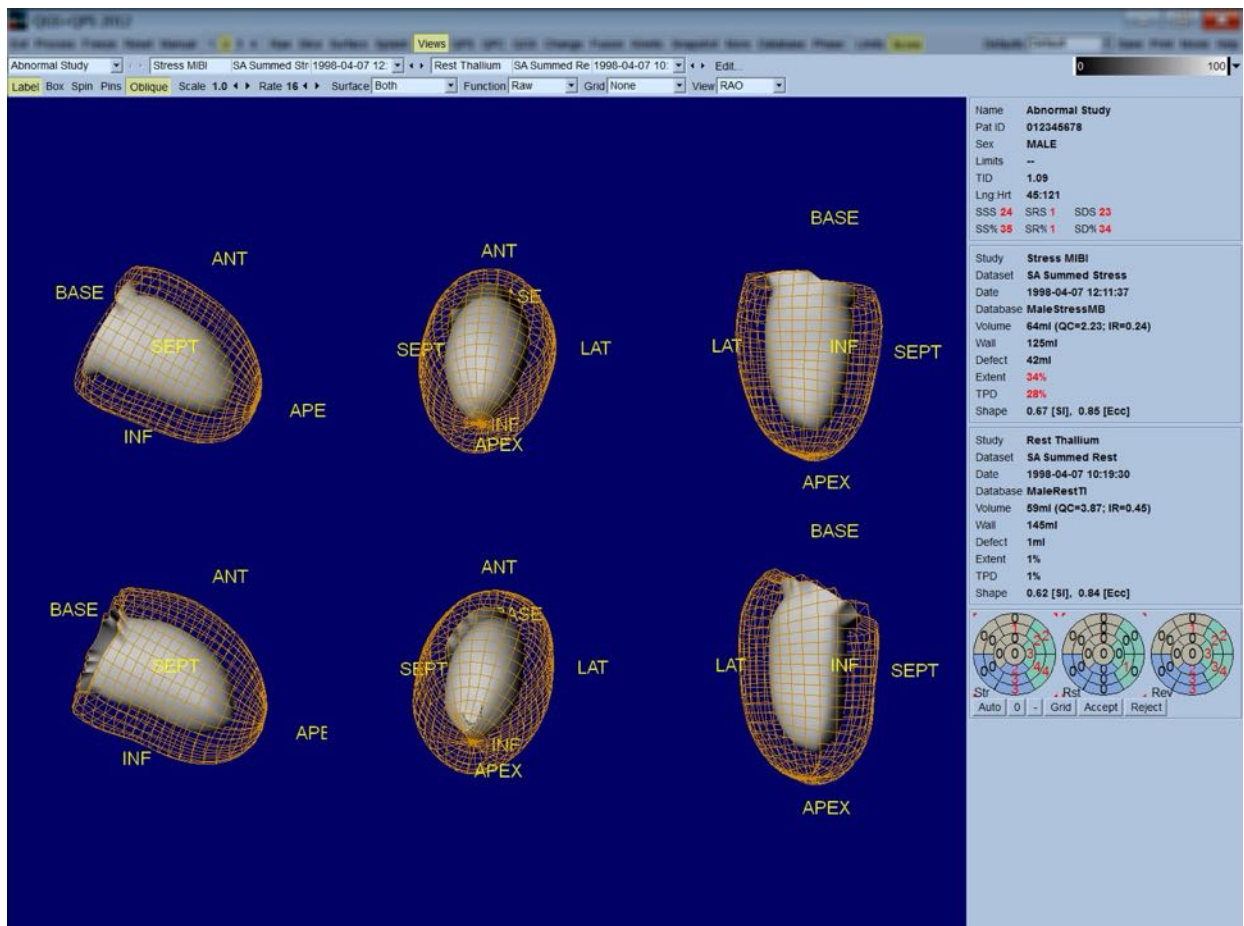 QGS+QPS 2012
Views
Abnormal Study Stress MIBI SA Summed Str 1998-04-07 12: Rest Thallium SA Summed Re 1998-04-07 10: Edit... 0 100
Label Box Spin Pins Oblique Scale 1.0 Rate 16 Surface Both Function Raw Grid None View RAO
Name Abnormal Study
Pat ID 012345678
Sex MALE
Limits --
TID 1.09
Lng:Hrt 45:121
SSS 24 SRS 1 SDS 23
SS% 35 SR% 1 SD% 34
Study Stress MIBI
Dataset SA Summed Stress
Date 1998-04-07 12:11:37
Database MaleStressMB
Volume 64ml (QC=2.23; IR=0.24)
Wall 125ml
Defect 42ml
Extent 34%
TPD 28%
Shape 0.67 [SI], 0.85 [Ecc]
Study Rest Thallium
Dataset SA Summed Rest
Date 1998-04-07 10:19:30
Database MaleRestTl
Volume 59ml (QC=3.87; IR=0.45)
Wall 145ml
Defect 1ml
Extent 1%
TPD 1%
Shape 0.62 [SI], 0.84 [Ecc]
Str Rst Rev
Auto 0 - Grid Accept Reject
ANT
BASE
SEPT
APE
INF
ANT
SEPT
LAT
INF
APEX
BASE
LAT
INF
SEPT
APEX
ANT
BASE
SEPT
APE
INF
ANT
BASE
SEPT
LAT
INF
APEX
BASE
LAT
INF
SEPT
APEX